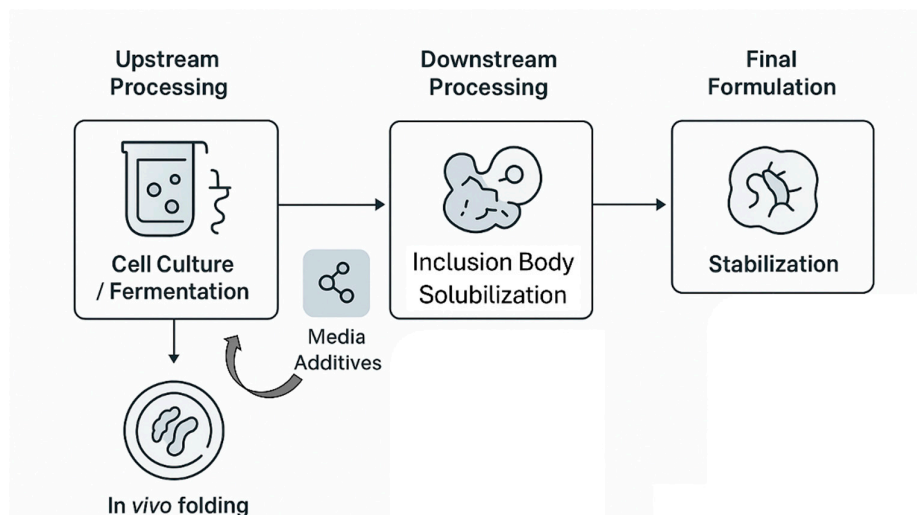 Upstream
Processing
Downstream
Processing
Final
Formulation
Cell Culture
/ Fermentation
Inclusion Body
Solubilization
Stabilization
Media
Additives
In vivo folding